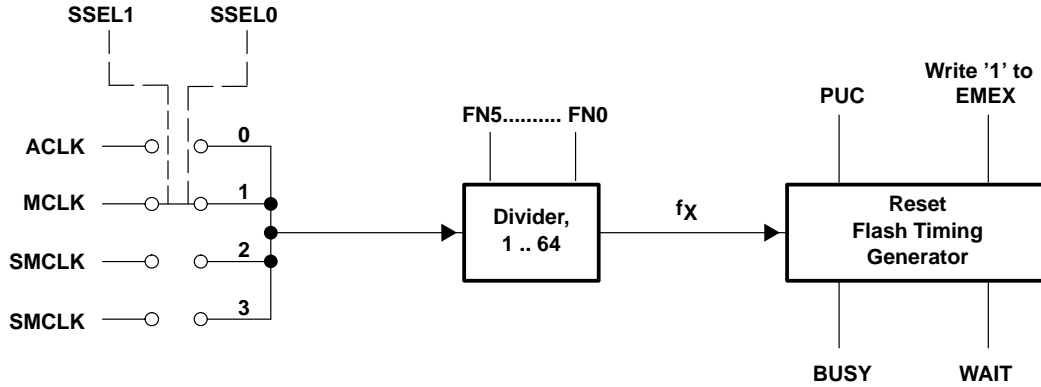 SSEL1 SSEL0
Write '1' to
PUC EMEX
FN5.......... FN0
ACLK 0
MCLK 1
SMCLK 2
SMCLK 3
Divider,
1 .. 64
fX
Reset
Flash Timing
Generator
BUSY WAIT